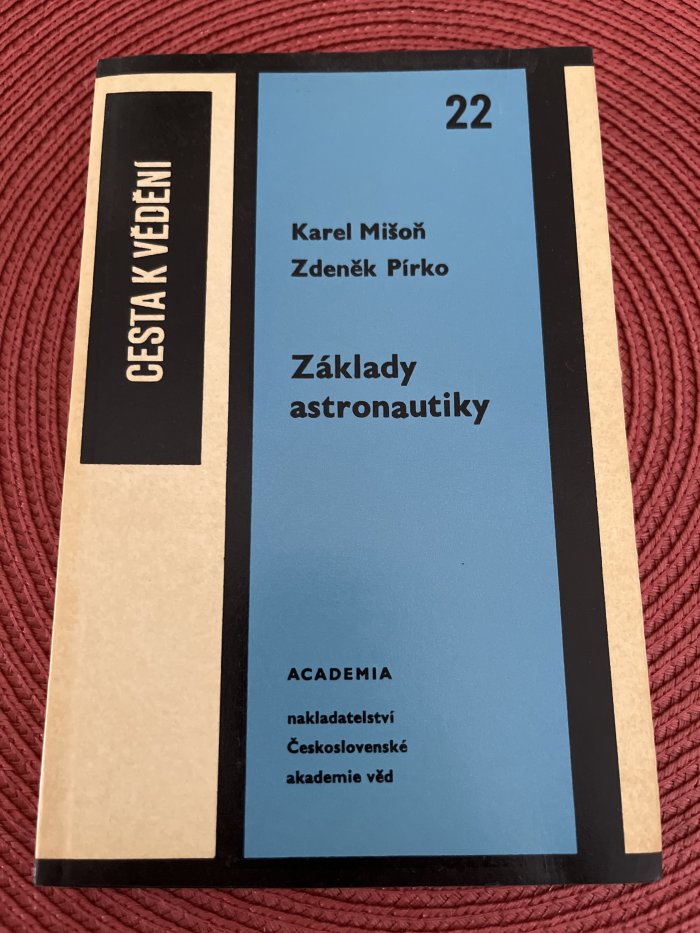 CESTA K VĚDĚNÍ
22
Karel Mišoň
Zdeněk Pírko
Základy
astronautiky
ACADEMIA
nakladatelství
Československé
akademie věd